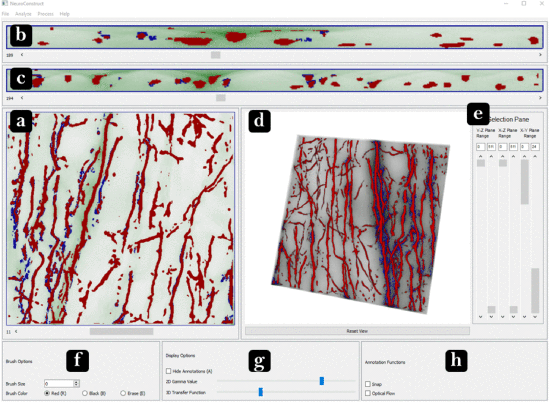 NeuroConstruct
File Analyze Process Help
b
199 < >
c
194 < >
a
d
e
Selection Pane
Y-Z Plane Range X-Z Plane Range X-Y Plane Range
0 511 0 511 0 24
11 <
Reset View
f
g
h
Brush Options
Display Options
Annotation Functions
Hide Annotations (A)
Brush Size 0
2D Gamma Value
Snap
Brush Color Red (R) Black (B) Erase (E)
3D Transfer Function
Optical Flow